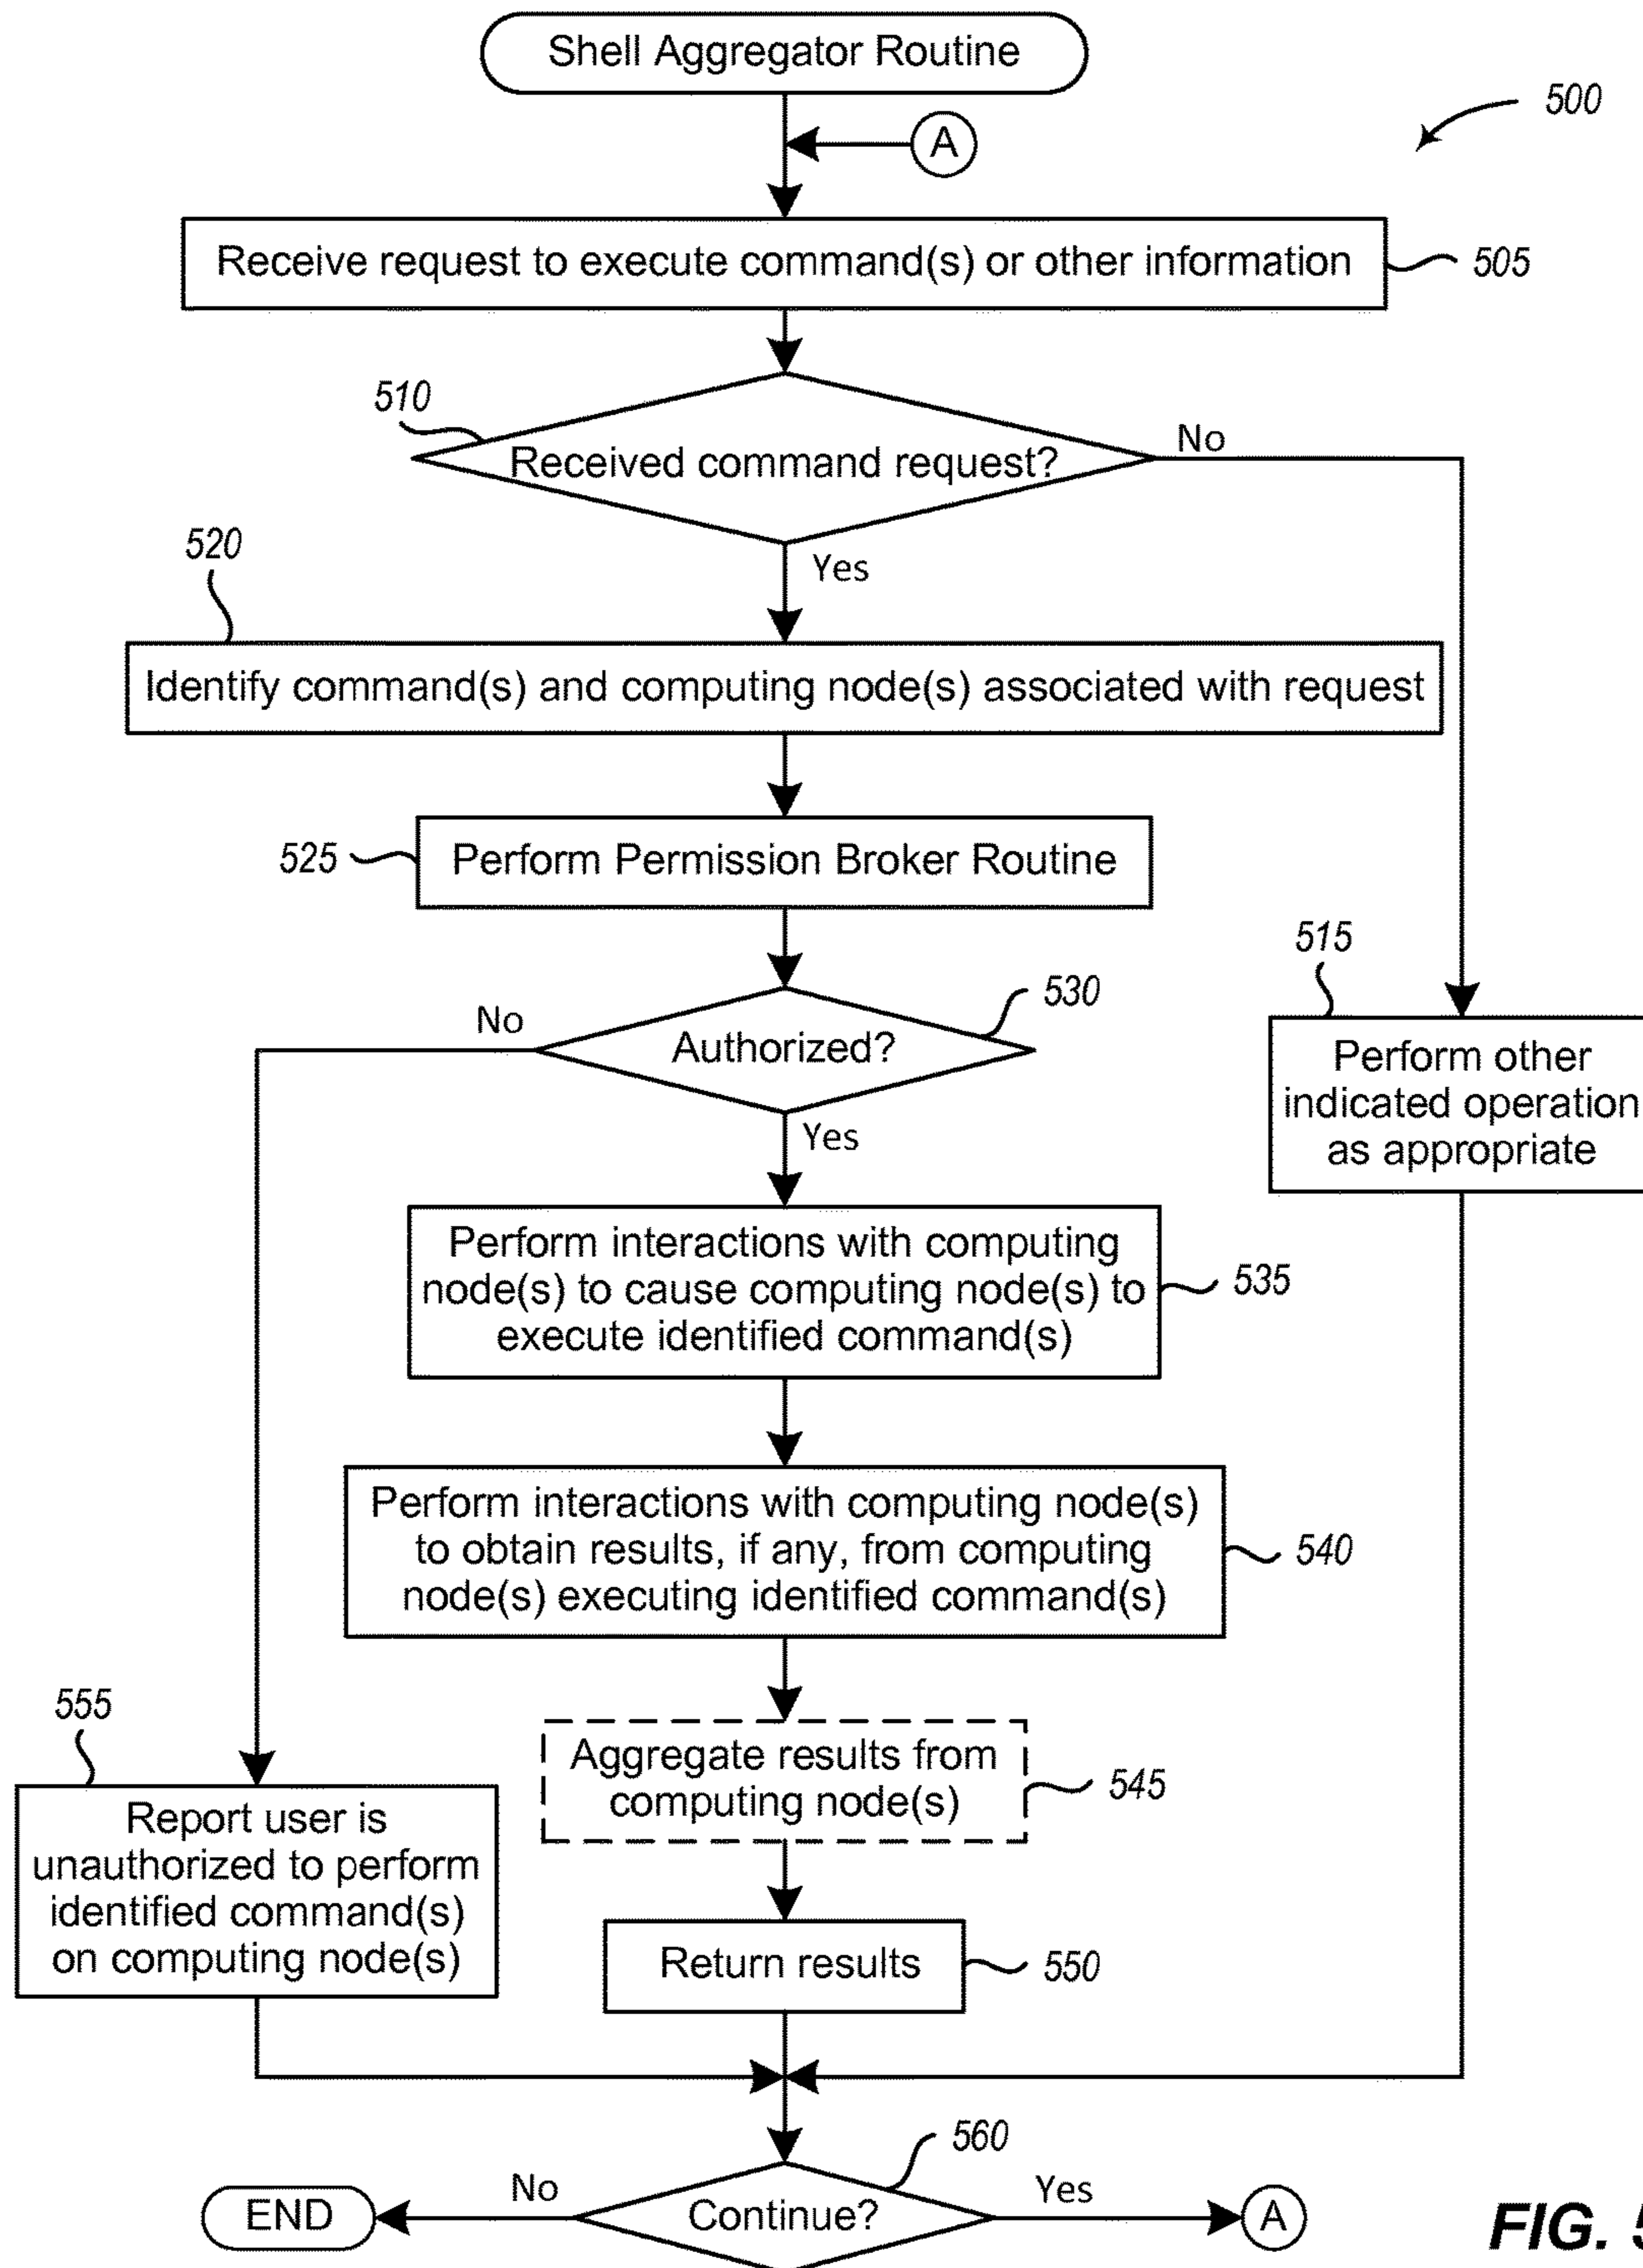 Shell Aggregator Routine
A
500
Receive request to execute command(s) or other information
505
510
Received command request?
No
Yes
520
Identify command(s) and computing node(s) associated with request
525
Perform Permission Broker Routine
530
No
Authorized?
Yes
515
Perform other
indicated operation
as appropriate
Perform interactions with computing
node(s) to cause computing node(s) to
execute identified command(s)
535
Perform interactions with computing node(s)
to obtain results, if any, from computing
node(s) executing identified command(s)
540
555
Report user is
unauthorized to perform
identified command(s)
on computing node(s)
Aggregate results from
computing node(s)
545
Return results
550
560
END
No
Continue?
Yes
A
FIG. 5